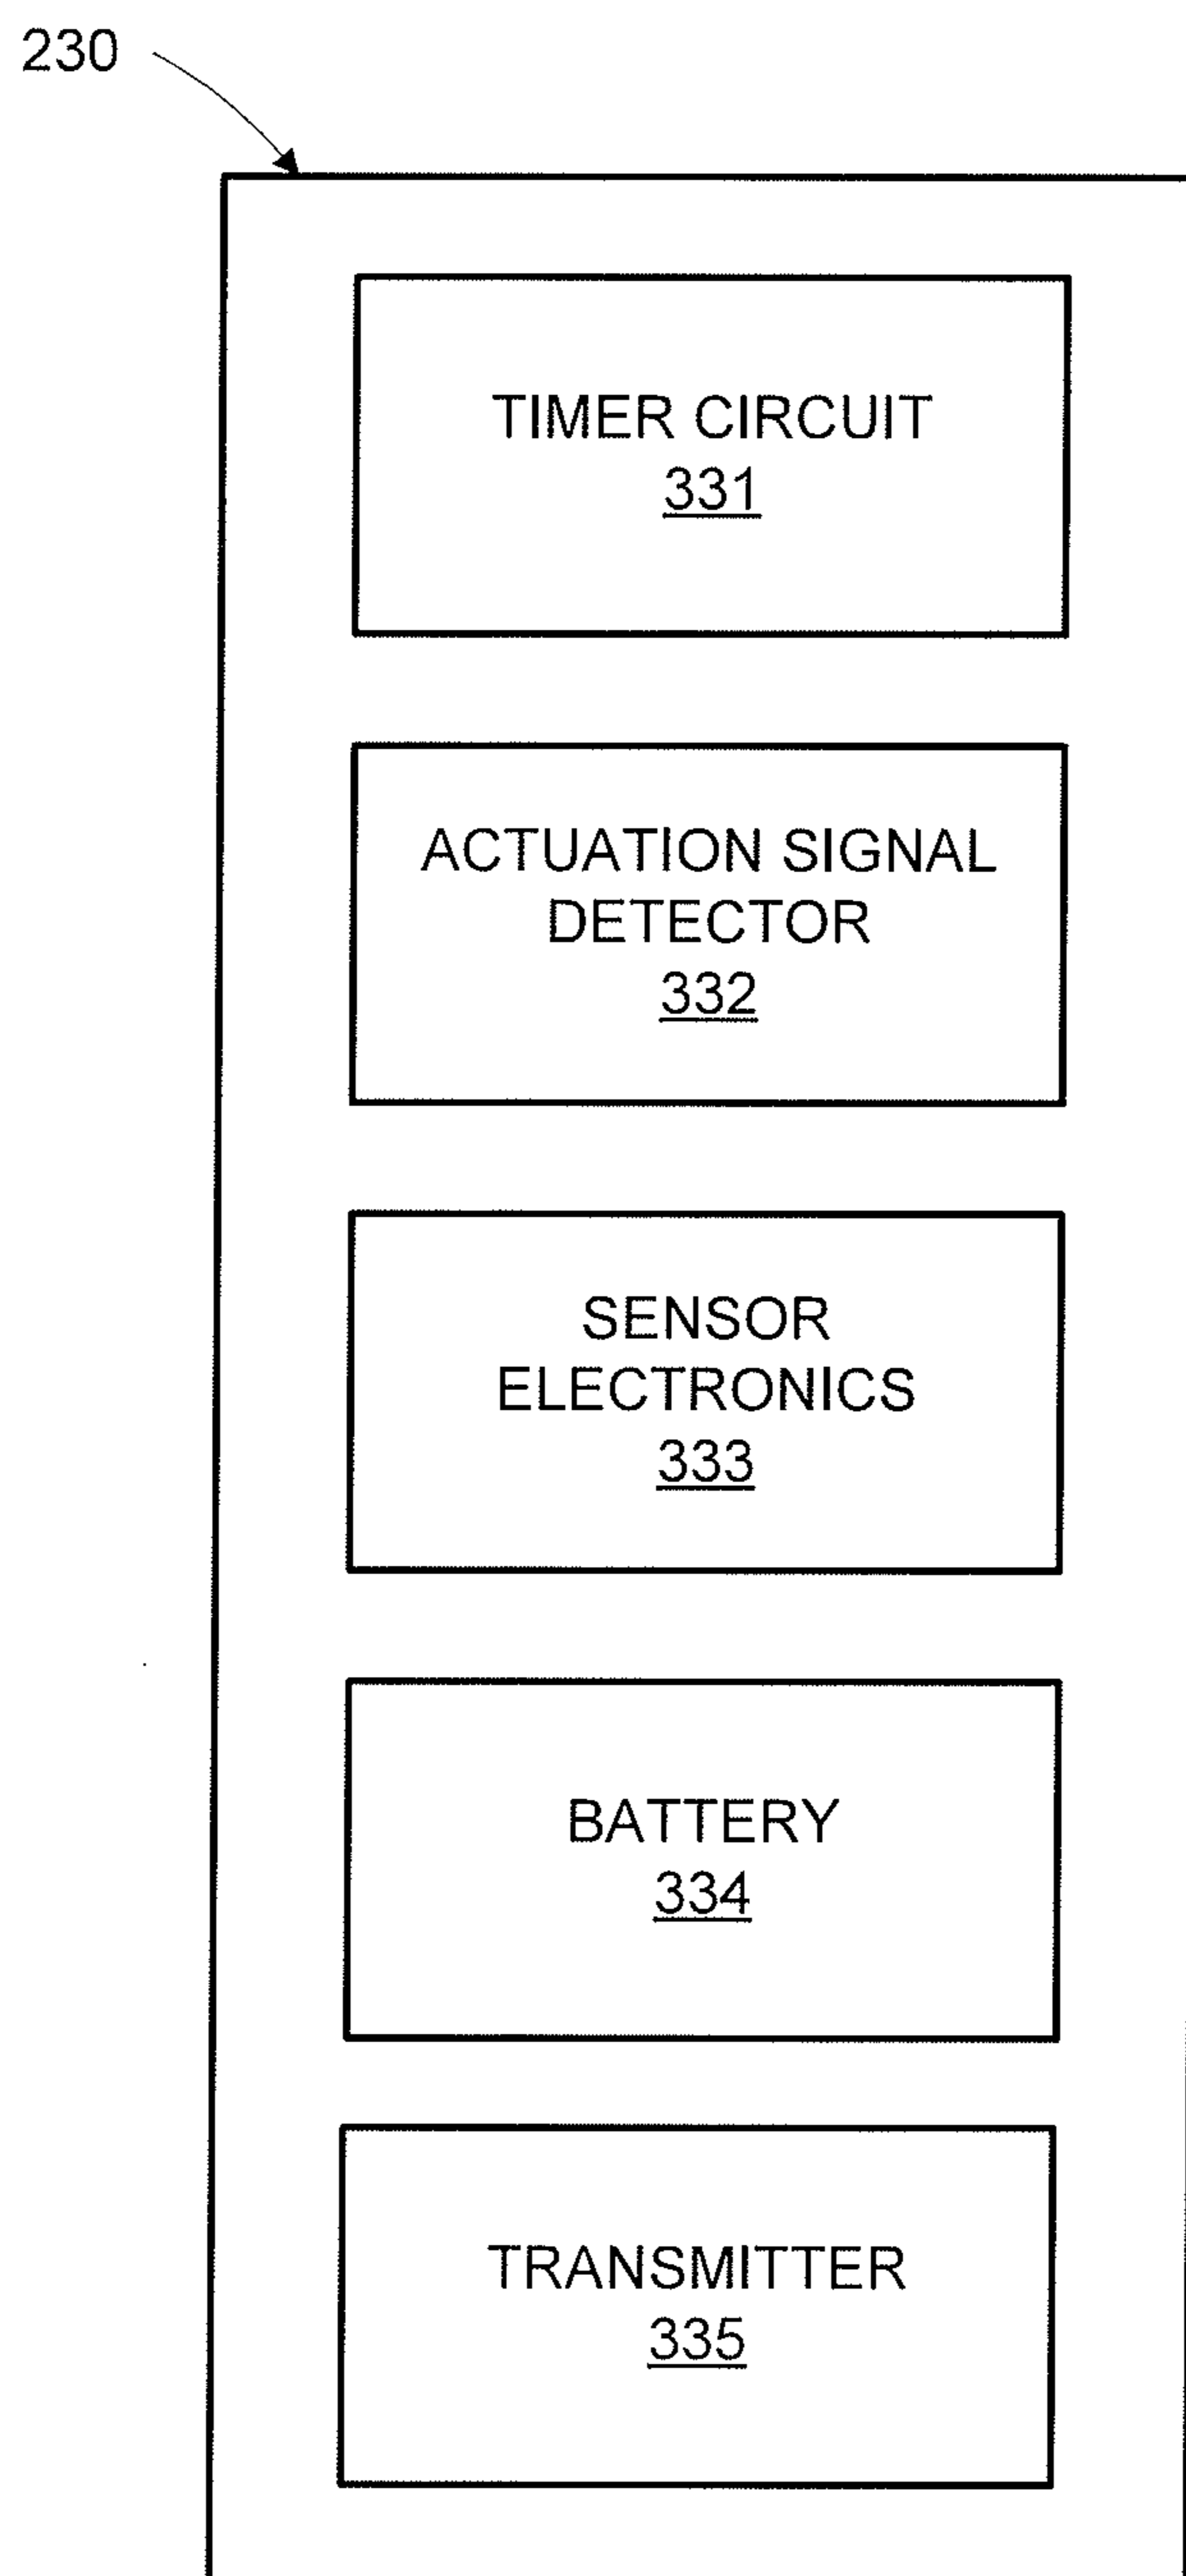 230
TIMER CIRCUIT
331
ACTUATION SIGNAL
DETECTOR
332
SENSOR
ELECTRONICS
333
BATTERY
334
TRANSMITTER
335